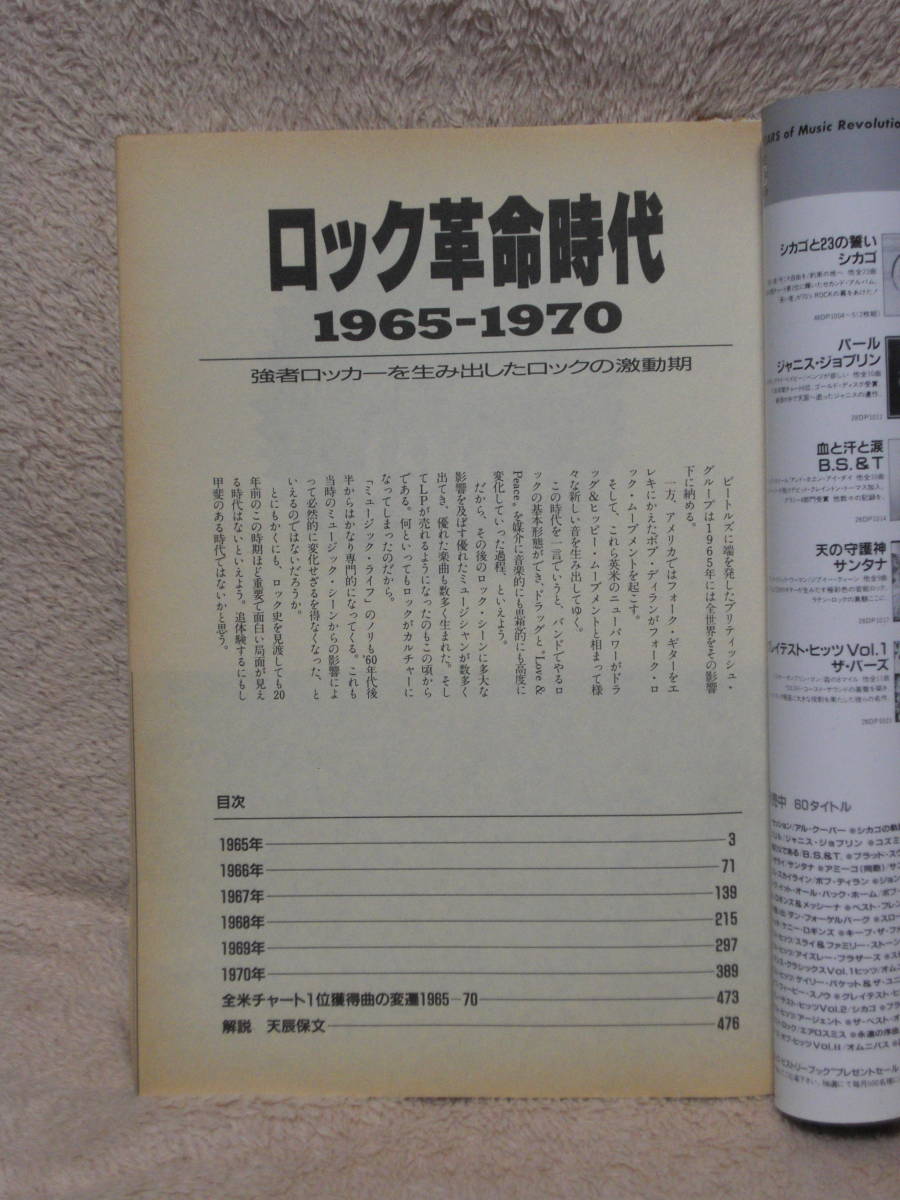 ロック革命時代
1965-1970
強者ロッカーを生み出したロックの激動期
ビートルズに端を発したブリティッシュ・
グループは1965年には全世界をその影響
下に納める。
一方、アメリカではフォーク・ギターをエ
レキにかえたボブ・ディランがフォーク・ロ
ック・ムーブメントを起こす。
そして、これら英米のニューパワーがドラ
ッグ&ヒッピー・ムーブメントと相まって様
々な新しい音を生み出してゆく。
この時代を一言でいうと、バンドでやるロ
ックの基本形態ができ、ドラッグと“Love &
Peace〟を媒介に音楽的にも思想的にも高度に
変化していった過程、といえよう。
だから、その後のロック・シーンに多大な
影響を及ぼす優れたミュージシャンが数多く
出てき、優れた楽曲も数多く生まれた。そし
てLPが売れるようになったのもこの頃から
である。何といってもロックがカルチャーに
なってしまったのだから。
「ミュージック・ライフ」のノリも'60年代後
半からはかなり専門的になってくる。これも
当時のミュージック・シーンからの影響によ
って必然的に変化せざるを得なくなった、と
いえるのではないだろうか。
とにもかくにも、ロック史を見渡しても20
年前のこの時期ほど重要で面白い局面が見え
る時代はないといえよう。追体験するにもし
甲斐のある時代ではないかと思う。
目次
1965年 3
1966年 71
1967年 139
1968年 215
1969年 297
1970年 389
全米チャート1位獲得曲の変遷1965—70 473
解説 天辰保文 476
of Music Revolutio
シカゴと23の誓い
シカゴ
48DP1004〜5(2枚組)
パール
ジャニス・ジョプリン
28DP1012
血と汗と涙
B.S.&T
28DP1014
天の守護神
サンタナ
28DP1017
レイテスト・ヒッツ Vol.1
ザ・バーズ
28DP1023
中 60タイトル